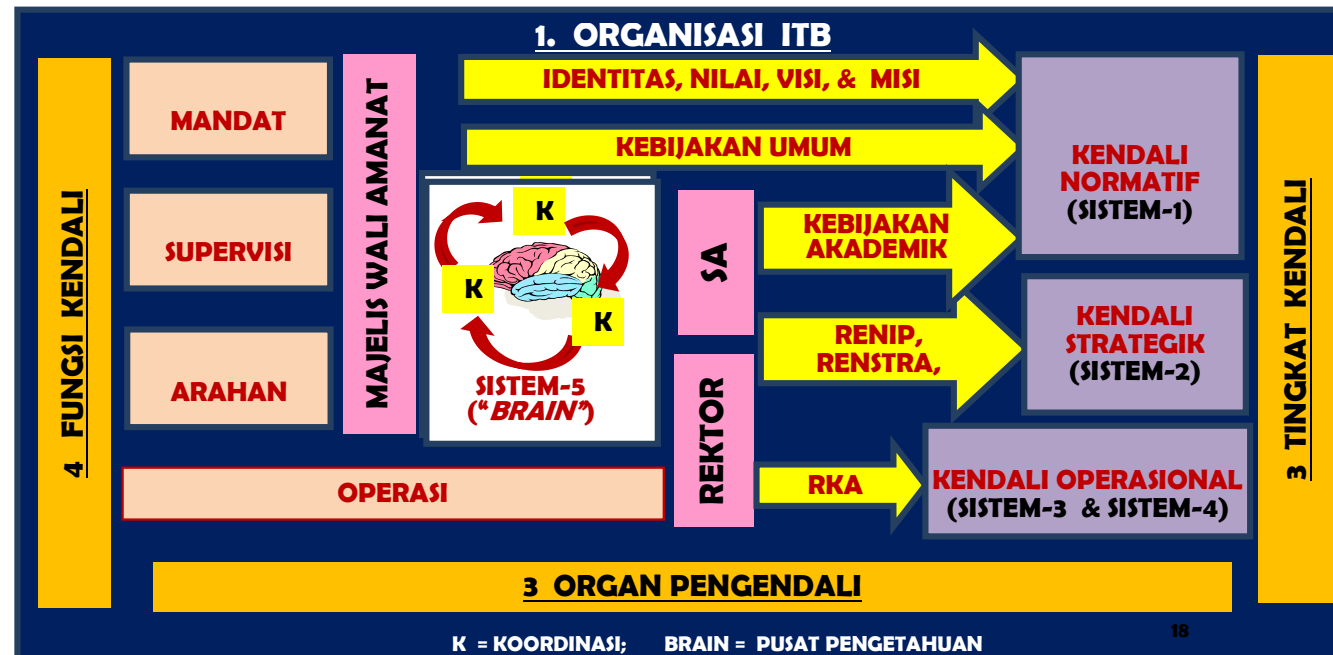 1. ORGANISASI ITB
4 FUNGSI KENDALI
MANDAT
SUPERVISI
ARAHAN
OPERASI
MAJELIS WALI AMANAT
IDENTITAS, NILAI, VISI, & MISI
KEBIJAKAN UMUM
K
K
K
SISTEM-5
("BRAIN")
SA
REKTOR
KEBIJAKAN
AKADEMIK
RENIP,
RENSTRA,
RKA
KENDALI
NORMATIF
(SISTEM-1)
KENDALI
STRATEGIK
(SISTEM-2)
KENDALI OPERASIONAL
(SISTEM-3 & SISTEM-4)
3 TINGKAT KENDALI
3 ORGAN PENGENDALI
18
K = KOORDINASI; BRAIN = PUSAT PENGETAHUAN